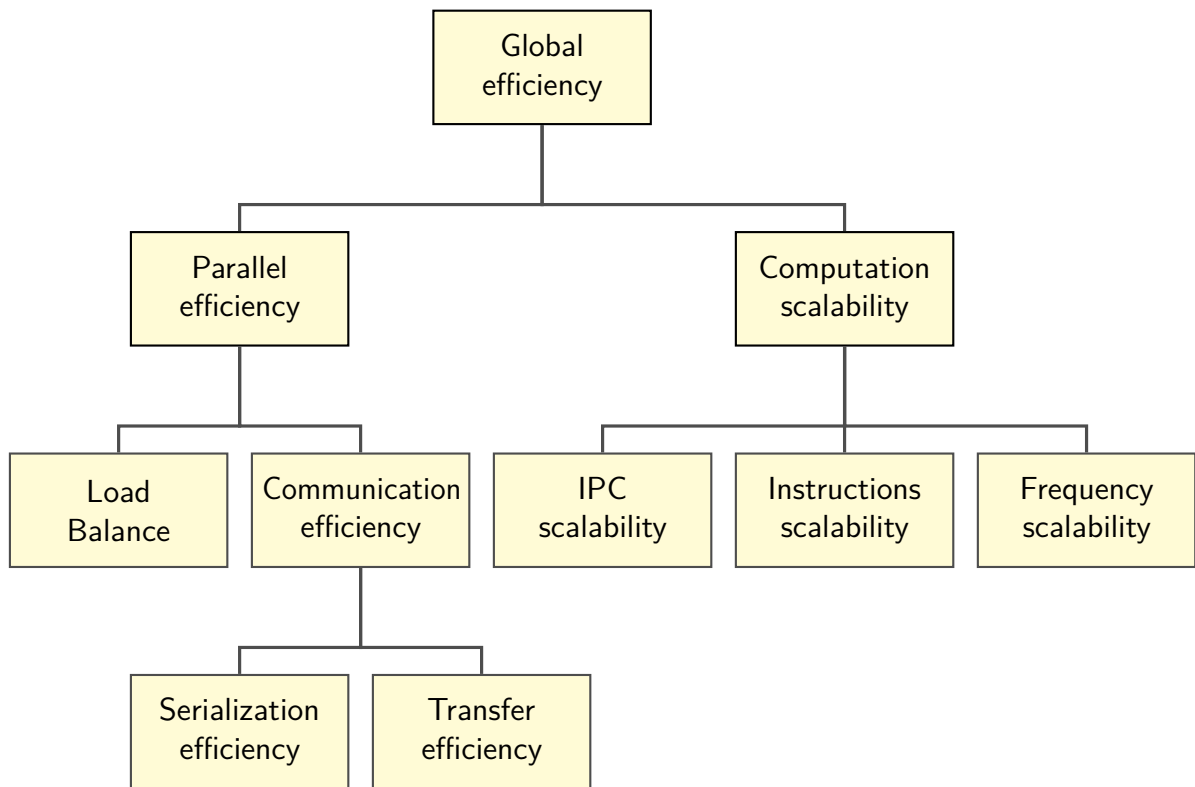 Global
efficiency
Parallel
efficiency
Computation
scalability
Load
Balance
Communication
efficiency
IPC
scalability
Instructions
scalability
Frequency
scalability
Serialization
efficiency
Transfer
efficiency